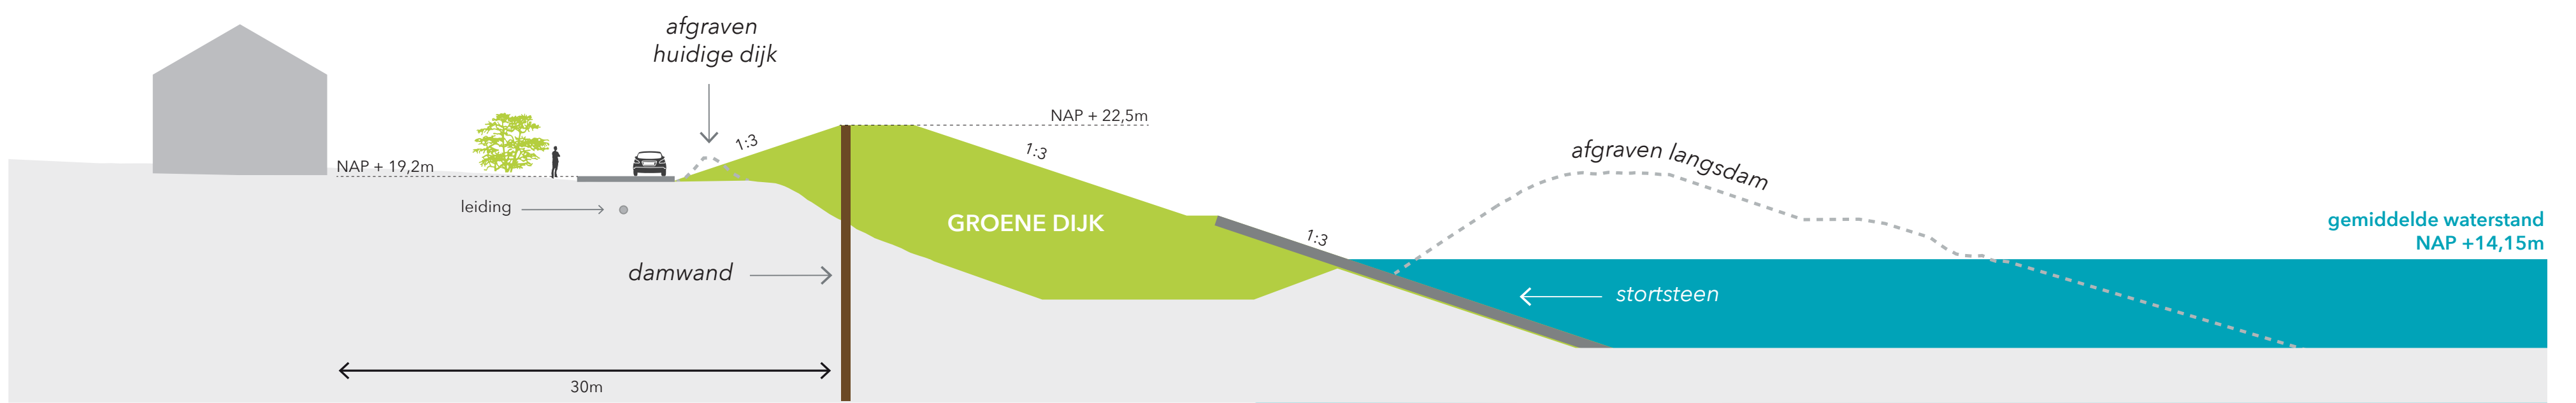 afgraven
huidige dijk
NAP + 22,5m
1:3
1:3
NAP + 19,2m
afgraven langsdam
leiding
GROENE DIJK
1:3
gemiddelde waterstand
NAP +14,15m
damwand
stortsteen
30m